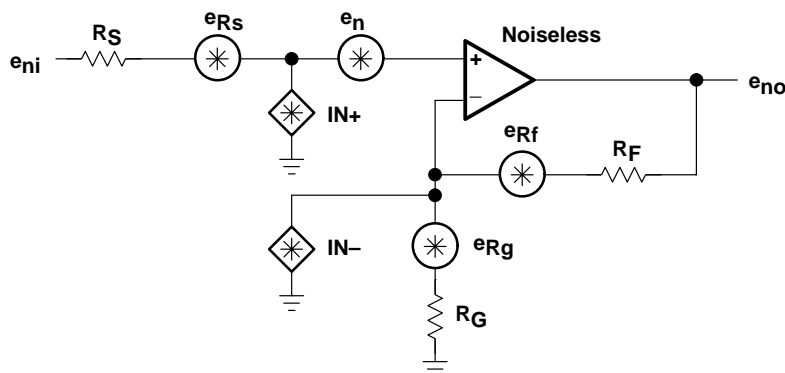 eRs
en
Noiseless
RS
eni
+
−
eno
IN+
eRf
RF
IN−
eRg
RG